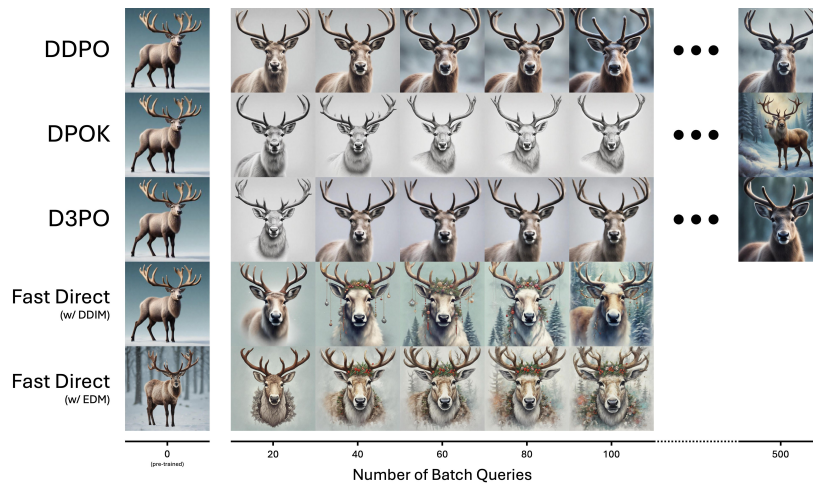 DDPO
DPOK
D3PO
Fast Direct
(w/ DDIM)
Fast Direct
(w/ EDM)
0 20 40 60 80 100 500
(pre-trained)
Number of Batch Queries